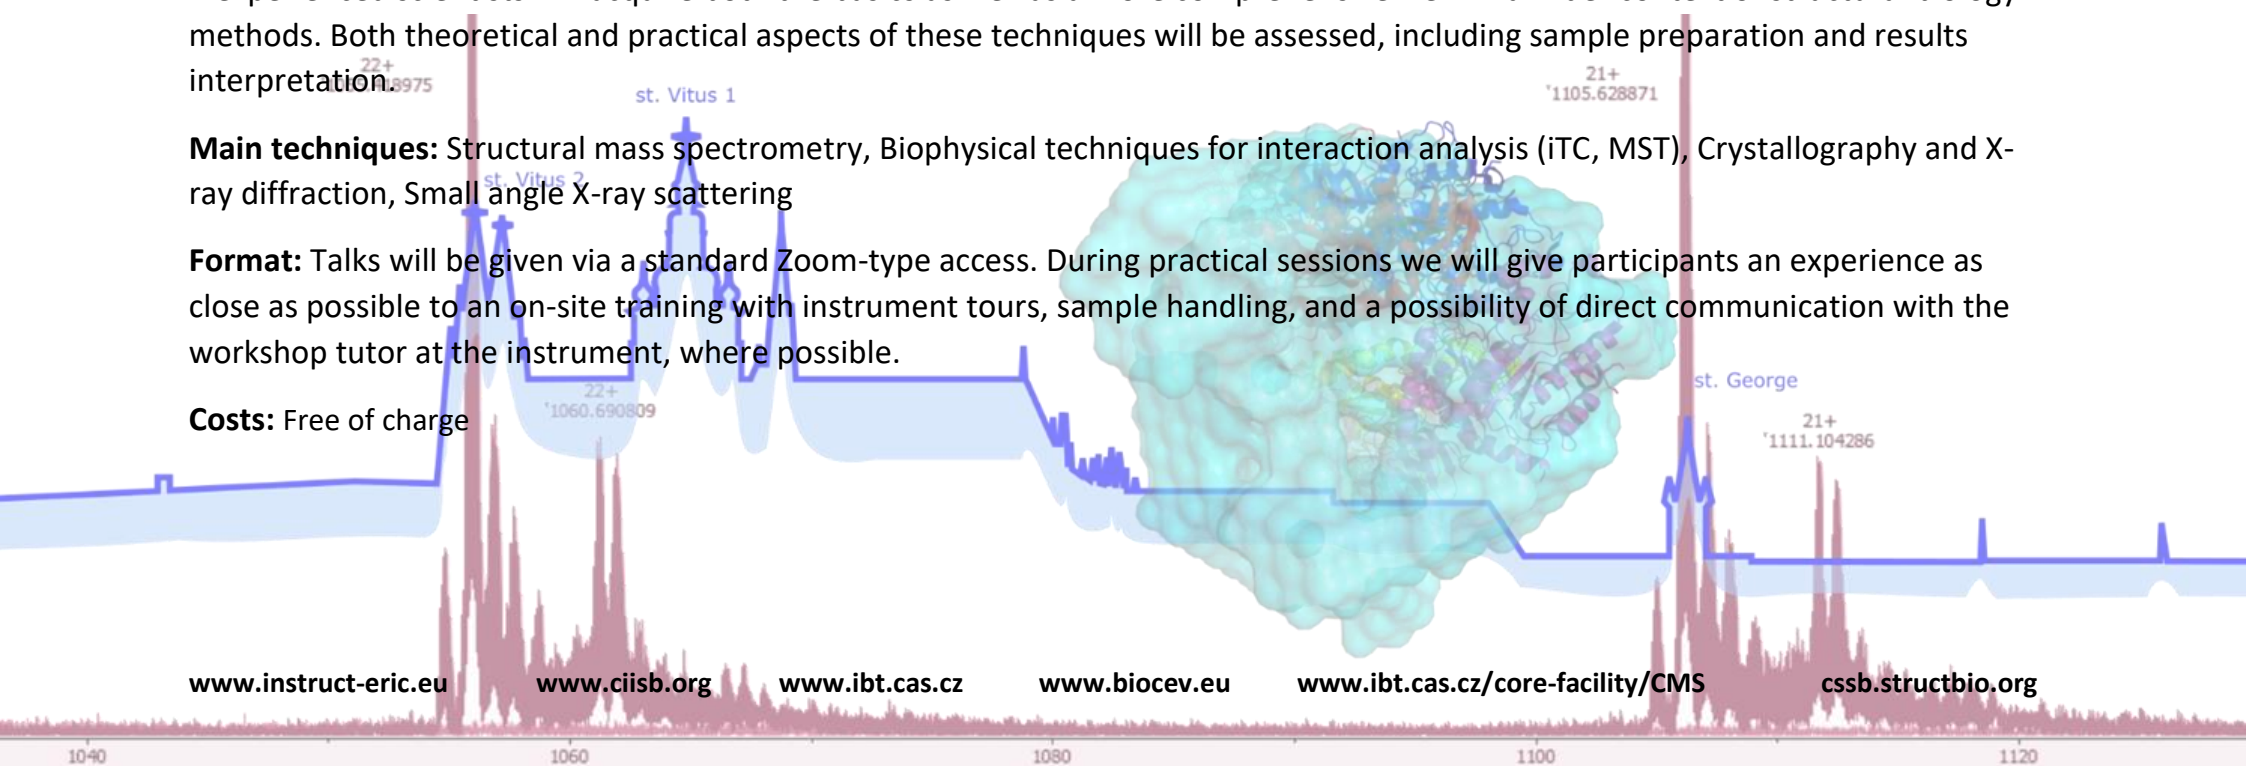 methods. Both theoretical and practical aspects of these techniques will be assessed, including sample preparation and results
interpretation.
22+
21+
'1105.628871
st. Vitus 1
Main techniques: Structural mass spectrometry, Biophysical techniques for interaction analysis (iTC, MST), Crystallography and X-
ray diffraction, Small angle X-ray scattering
st. Vitus 2
Format: Talks will be given via a standard Zoom-type access. During practical sessions we will give participants an experience as
close as possible to an on-site training with instrument tours, sample handling, and a possibility of direct communication with the
workshop tutor at the instrument, where possible.
st. George
22+
'1060.690809
Costs: Free of charge
21+
'1111.104286
www.instruct-eric.eu www.ciisb.org www.ibt.cas.cz www.biocev.eu www.ibt.cas.cz/core-facility/CMS cssb.structbio.org
1040 1060 1080 1100 1120